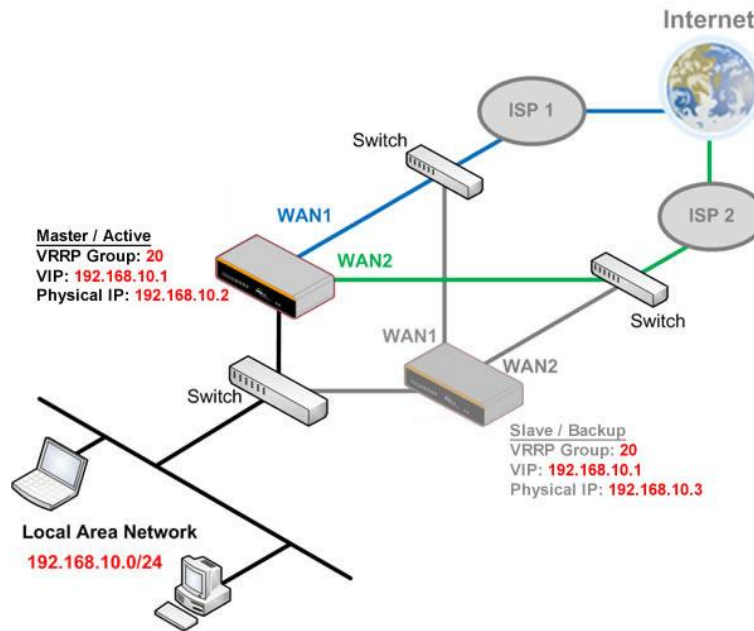 Internet
ISP 1
Switch
WAN1
ISP 2
Master / Active
VRRP Group: 20
VIP: 192.168.10.1
Physical IP: 192.168.10.2
WAN2
Switch
WAN1
WAN2
Switch
Slave / Backup
VRRP Group: 20
VIP: 192.168.10.1
Physical IP: 192.168.10.3
Local Area Network
192.168.10.0/24